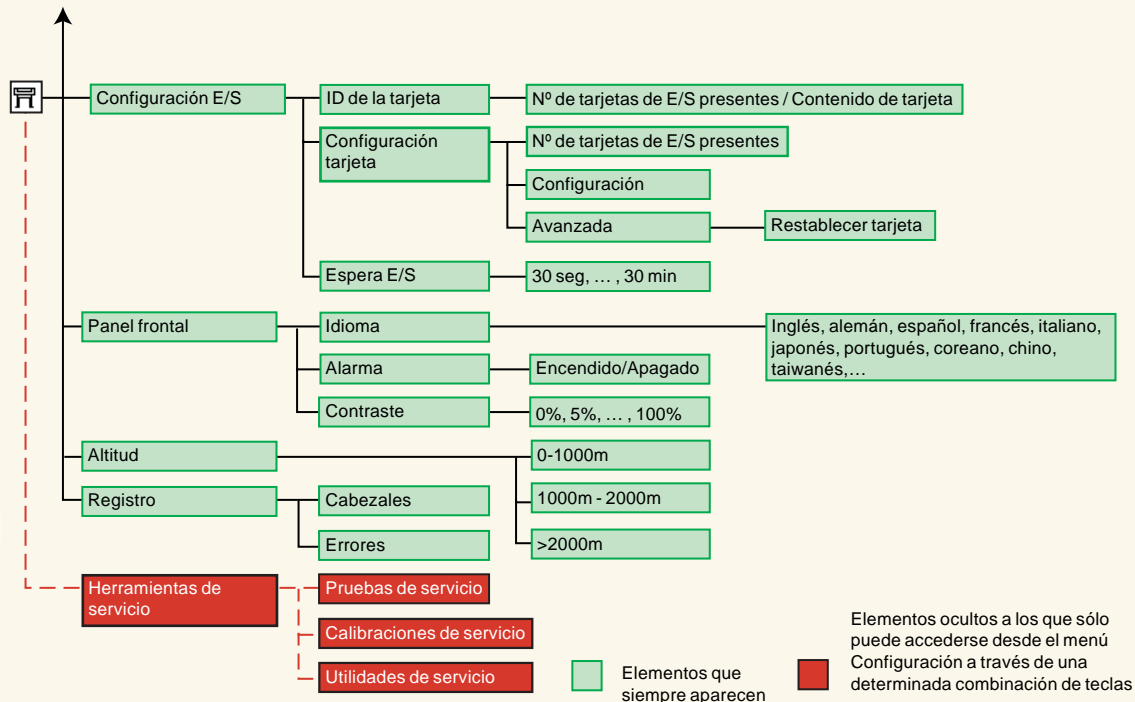 Configuración E/S
ID de la tarjeta
Nº de tarjetas de E/S presentes / Contenido de tarjeta
Configuración
tarjeta
Nº de tarjetas de E/S presentes
Configuración
Avanzada
Restablecer tarjeta
Espera E/S
30 seg, ... , 30 min
Panel frontal
Idioma
Inglés, alemán, español, francés, italiano,
japonés, portugués, coreano, chino,
taiwanés,...
Alarma
Encendido/Apagado
Contraste
0%, 5%, ... , 100%
Altitud
0-1000m
Registro
Cabezales
1000m - 2000m
Errores
>2000m
Herramientas de
servicio
Pruebas de servicio
Calibraciones de servicio
Utilidades de servicio
Elementos que
siempre aparecen
Elementos ocultos a los que sólo
puede accederse desde el menú
Configuración a través de una
determinada combinación de teclas